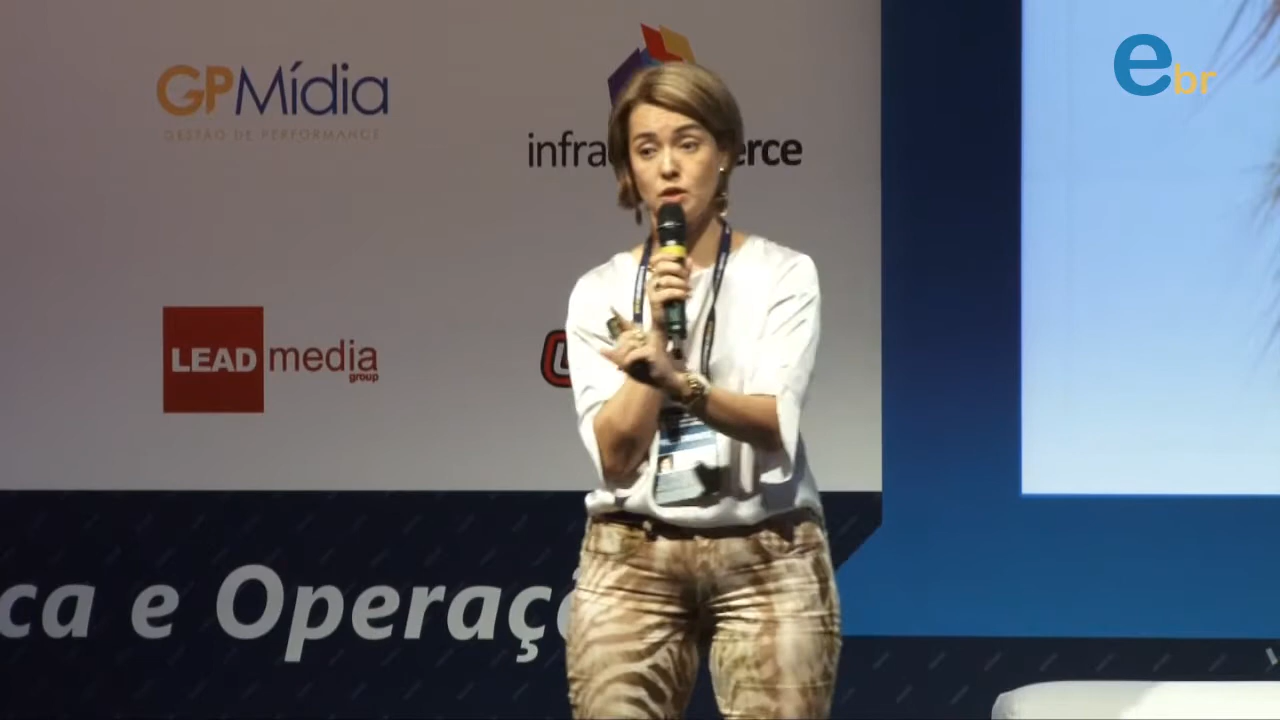 GPMídia
GESTÃO DE PERFORMANCE
ebr
infra erce
LEAD media
group
ca e Operaç